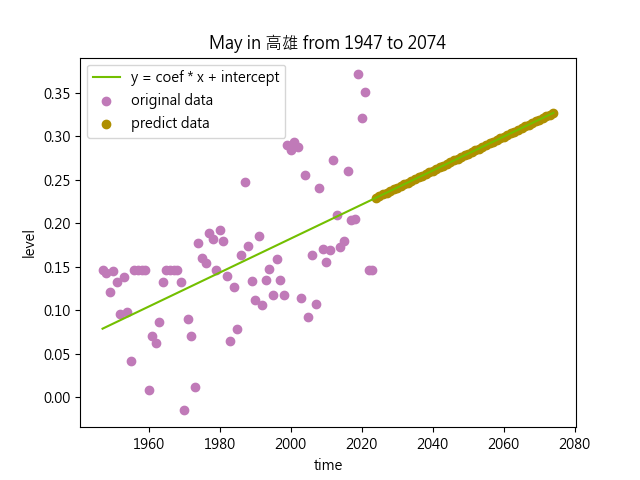 May in 高雄 from 1947 to 2074
y = coef * x + intercept
original data
predict data
level
0.35
0.30
0.25
0.20
0.15
0.10
0.05
0.00
1960 1980 2000 2020 2040 2060 2080
time